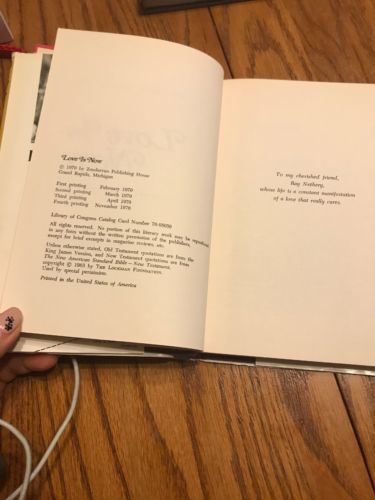 Love Is Now
© 1970 by Zondervan Publishing House
Grand Rapids, Michigan
First printing February 1970
Second printing March 1970
Third printing April 1970
Fourth printing November 1970
Library of Congress Catalog Card Number
All rights reserved. No portion of this literary work may be reproduced
in any form without the written permission of the publishers,
except for brief excerpts in magazine reviews, etc.
Unless otherwise stated, Old Testament quotations are from the
King James Version, and New Testament quotations are from
The New American Standard Bible—New Testament,
copyright © 1963 by THE LOCKMAN FOUNDATION.
Used by special permission.
Printed in the United States of America
To my cherished friend,
Ray
whose life is a constant manifestation
of a love that really cares.